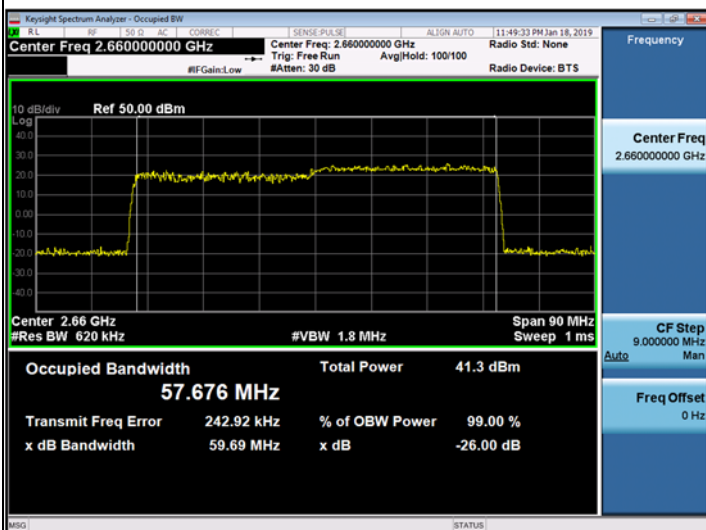 Keysight Spectrum Analyzer - Occupied BW
RL RF 50 Ω AC CORREC SENSE:PULSE ALIGN AUTO 11:49:33 PM Jan 18, 2019
Center Freq 2.660000000 GHz
Center Freq: 2.660000000 GHz Radio Std: None
Trig: Free Run Avg|Hold: 100/100
#IFGain:Low #Atten: 30 dB Radio Device: BTS
Frequency
10 dB/div Ref 50.00 dBm
Log
40.0
30.0
20.0
10.0
0.00
-10.0
-20.0
-30.0
-40.0
Center 2.66 GHz Span 90 MHz
#Res BW 620 kHz #VBW 1.8 MHz Sweep 1 ms
Occupied Bandwidth Total Power 41.3 dBm
57.676 MHz
Transmit Freq Error 242.92 kHz % of OBW Power 99.00 %
x dB Bandwidth 59.69 MHz x dB -26.00 dB
Center Freq
2.660000000 GHz
CF Step
9.000000 MHz
Auto Man
Freq Offset
0 Hz
MSG STATUS